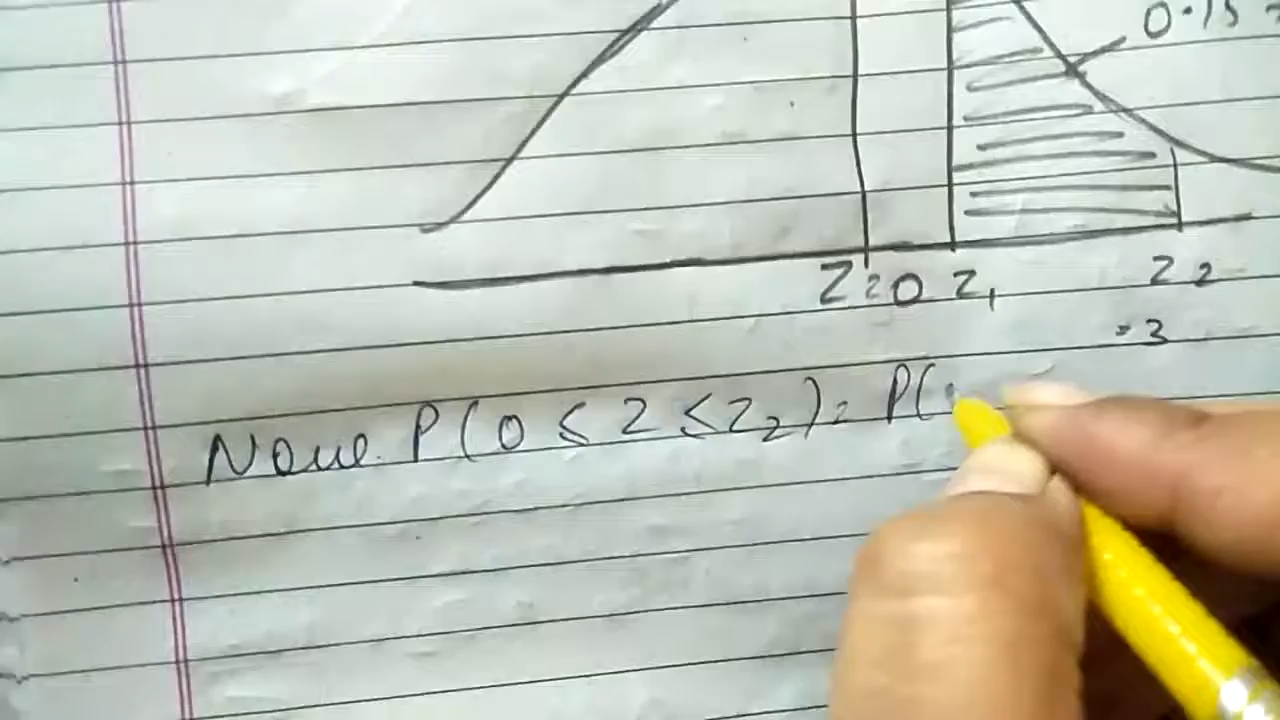 0.15
Z=0 Z1 Z2
=3
Now P(0 ≤ Z ≤ Z2) = P(